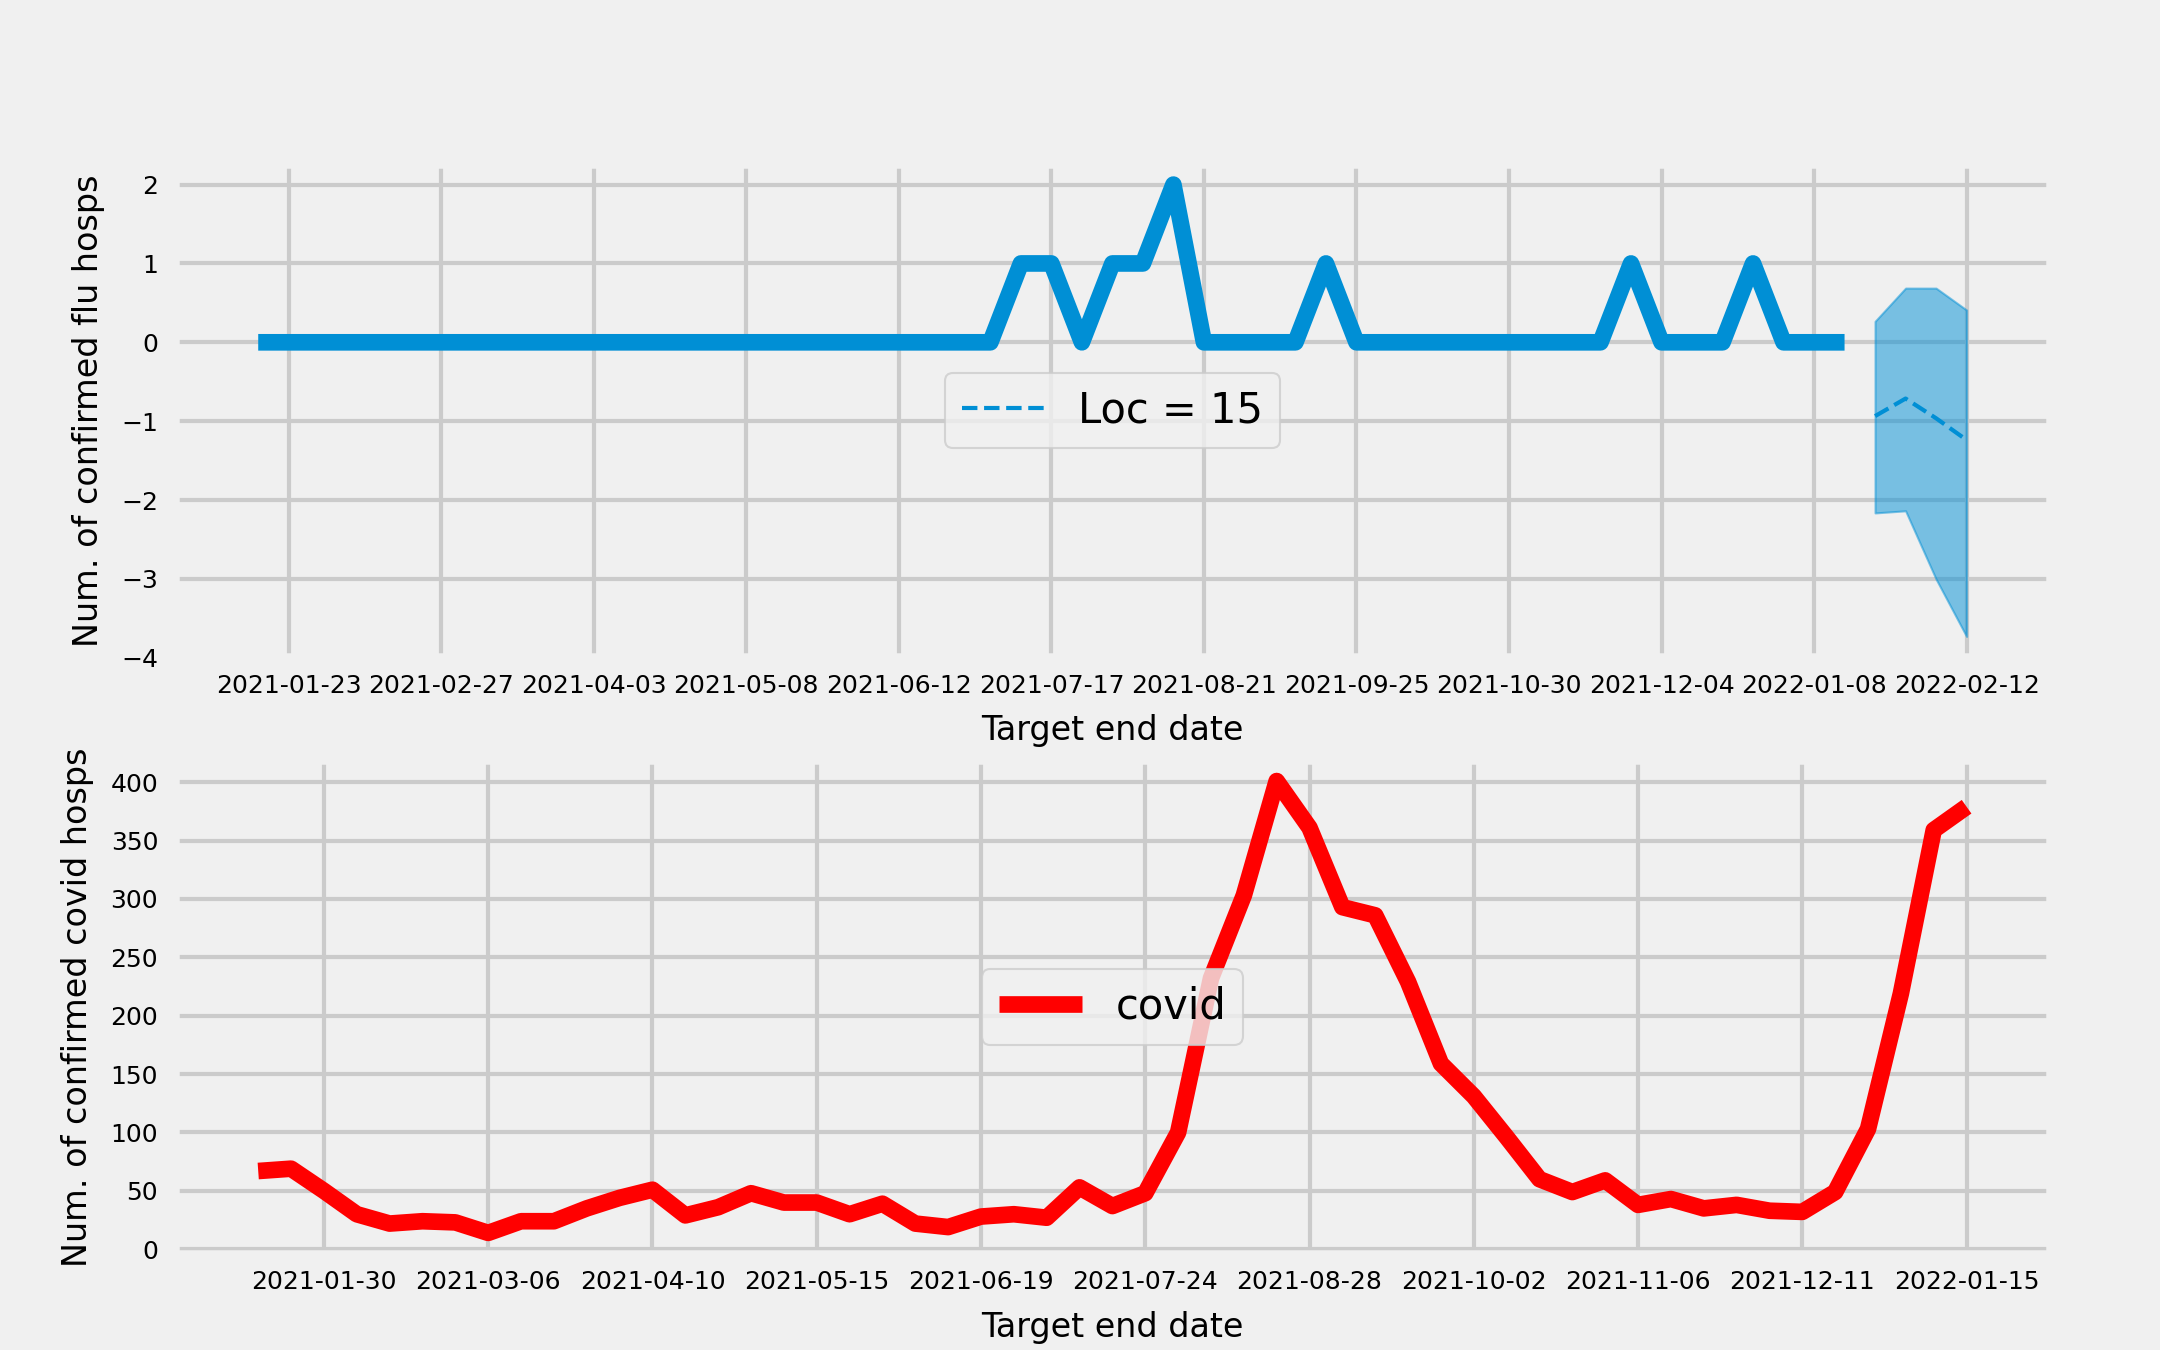 Num. of confirmed flu hosps
2
1
0
−1
−2
−3
−4
Loc = 15
2021-01-23 2021-02-27 2021-04-03 2021-05-08 2021-06-12 2021-07-17 2021-08-21 2021-09-25 2021-10-30 2021-12-04 2022-01-08 2022-02-12
Target end date
Num. of confirmed covid hosps
400
350
300
250
200
150
100
50
0
covid
2021-01-30 2021-03-06 2021-04-10 2021-05-15 2021-06-19 2021-07-24 2021-08-28 2021-10-02 2021-11-06 2021-12-11 2022-01-15
Target end date